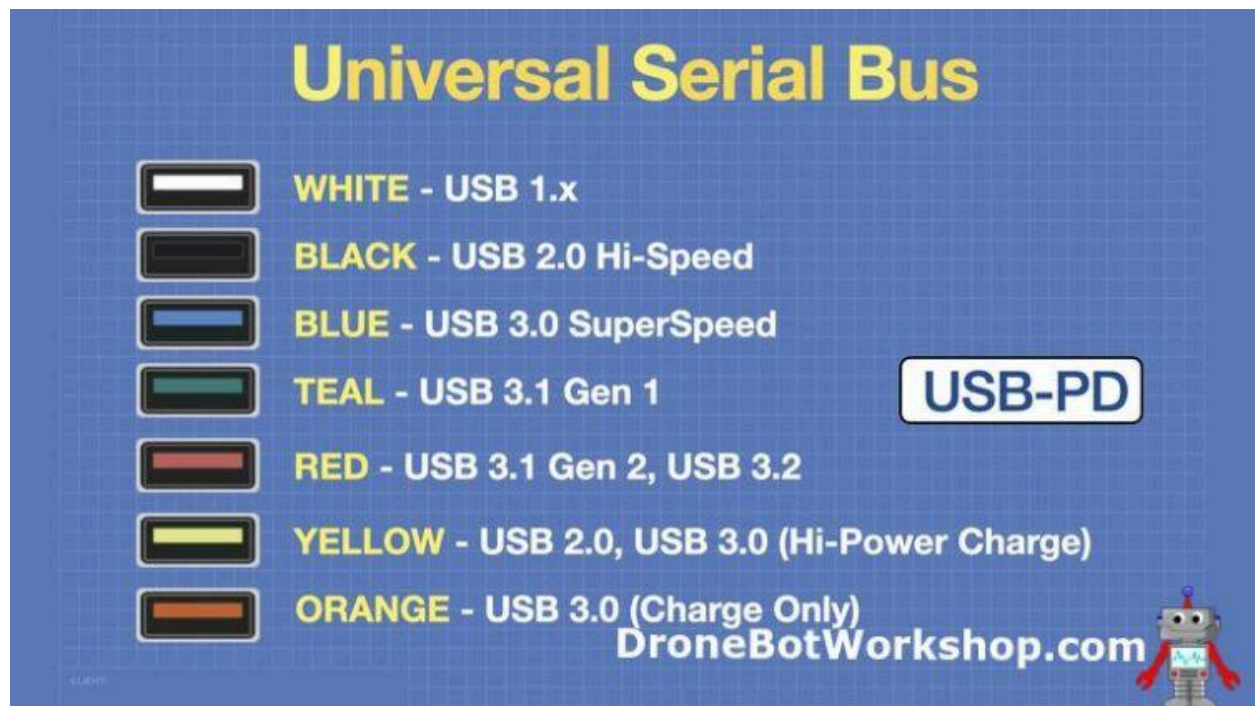 Universal Serial Bus
WHITE - USB 1.x
BLACK - USB 2.0 Hi-Speed
BLUE - USB 3.0 SuperSpeed
TEAL - USB 3.1 Gen 1
USB-PD
RED - USB 3.1 Gen 2, USB 3.2
YELLOW - USB 2.0, USB 3.0 (Hi-Power Charge)
ORANGE - USB 3.0 (Charge Only)
DroneBotWorkshop.com